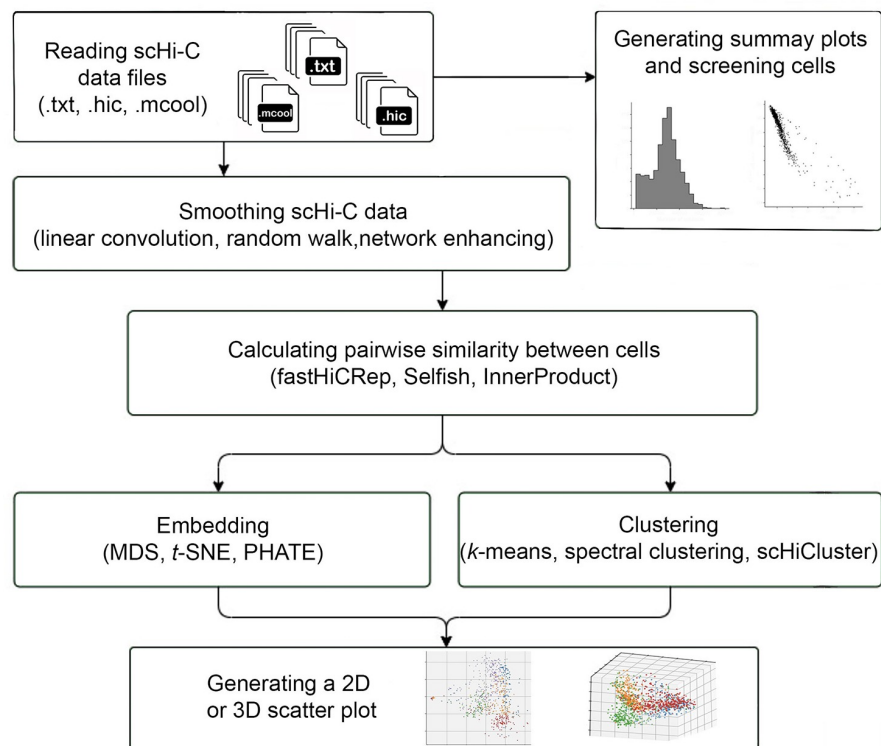 Reading scHi-C
data files
(.txt, .hic, .mcool)
.txt
.mcool
.hic
Generating summay plots
and screening cells
Smoothing scHi-C data
(linear convolution, random walk,network enhancing)
Calculating pairwise similarity between cells
(fastHiCRep, Selfish, InnerProduct)
Embedding
(MDS, t-SNE, PHATE)
Clustering
(k-means, spectral clustering, scHiCluster)
Generating a 2D
or 3D scatter plot